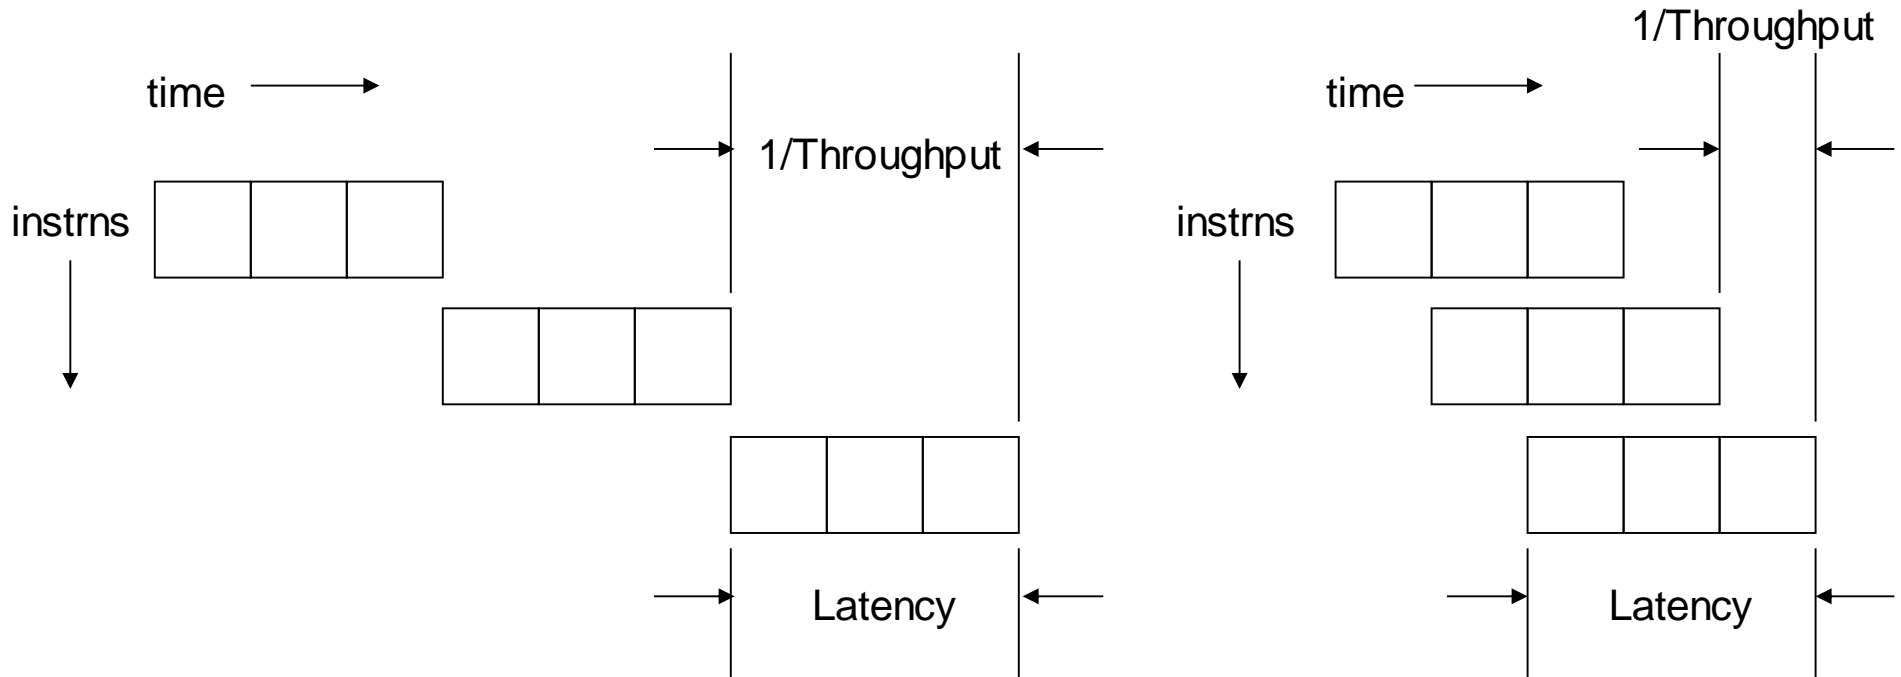 time
1/Throughput
instrns
Latency
1/Throughput
time
instrns
Latency